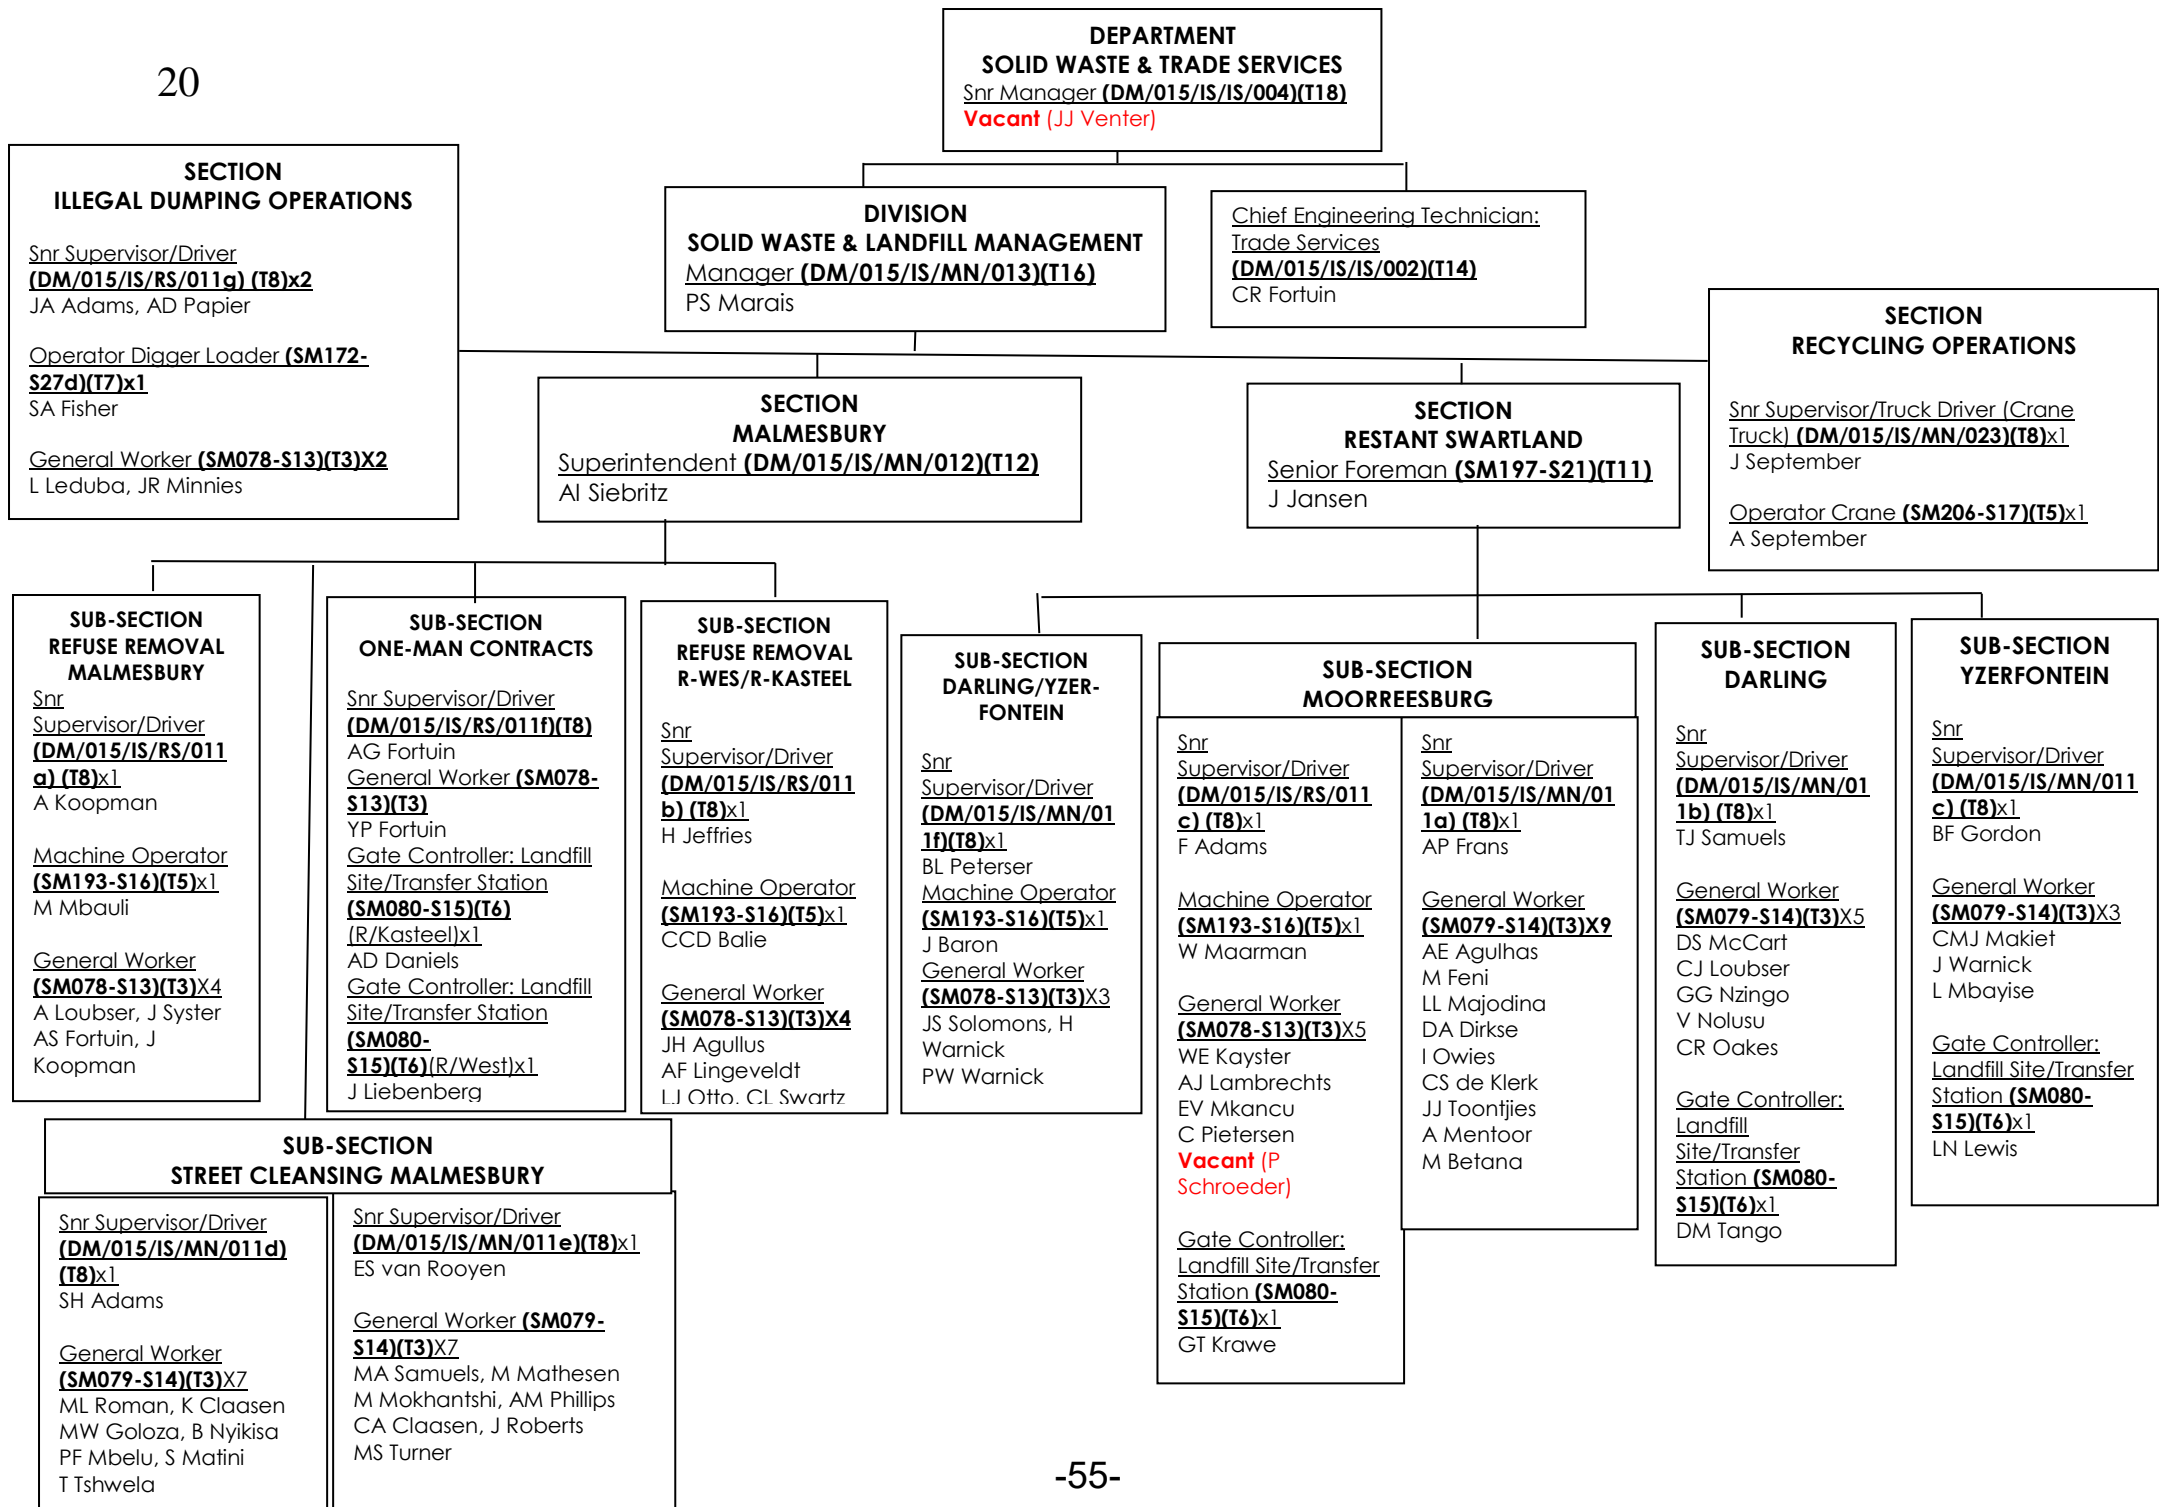 20
DEPARTMENT
SOLID WASTE & TRADE SERVICES
Snr Manager (DM/015/IS/IS/004)(T18)
Vacant (JJ Venter)
SECTION
ILLEGAL DUMPING OPERATIONS
Snr Supervisor/Driver
(DM/015/IS/RS/011g) (T8)x2
JA Adams, AD Papier
Operator Digger Loader (SM172-
S27d)(T7)x1
SA Fisher
General Worker (SM078-S13)(T3)X2
L Leduba, JR Minnies
DIVISION
SOLID WASTE & LANDFILL MANAGEMENT
Manager (DM/015/IS/MN/013)(T16)
PS Marais
Chief Engineering Technician:
Trade Services
(DM/015/IS/IS/002)(T14)
CR Fortuin
SECTION
RECYCLING OPERATIONS
Snr Supervisor/Truck Driver (Crane
Truck) (DM/015/IS/MN/023)(T8)x1
J September
Operator Crane (SM206-S17)(T5)x1
A September
SECTION
MALMESBURY
Superintendent (DM/015/IS/MN/012)(T12)
AI Siebritz
SECTION
RESTANT SWARTLAND
Senior Foreman (SM197-S21)(T11)
J Jansen
SUB-SECTION
REFUSE REMOVAL
MALMESBURY
Snr
Supervisor/Driver
(DM/015/IS/RS/011
a) (T8)x1
A Koopman
Machine Operator
(SM193-S16)(T5)x1
M Mbauli
General Worker
(SM078-S13)(T3)X4
A Loubser, J Syster
AS Fortuin, J
Koopman
SUB-SECTION
ONE-MAN CONTRACTS
Snr Supervisor/Driver
(DM/015/IS/RS/011f)(T8)
AG Fortuin
General Worker (SM078-
S13)(T3)
YP Fortuin
Gate Controller: Landfill
Site/Transfer Station
(SM080-S15)(T6)
(R/Kasteel)x1
AD Daniels
Gate Controller: Landfill
Site/Transfer Station
(SM080-
S15)(T6)(R/West)x1
J Liebenberg
SUB-SECTION
REFUSE REMOVAL
R-WES/R-KASTEEL
Snr
Supervisor/Driver
(DM/015/IS/RS/011
b) (T8)x1
H Jeffries
Machine Operator
(SM193-S16)(T5)x1
CCD Balie
General Worker
(SM078-S13)(T3)X4
JH Agullus
AF Lingeveldt
LJ Otto, CL Swartz
SUB-SECTION
DARLING/YZER-
FONTEIN
Snr
Supervisor/Driver
(DM/015/IS/MN/01
1f)(T8)x1
BL Peterser
Machine Operator
(SM193-S16)(T5)x1
J Baron
General Worker
(SM078-S13)(T3)X3
JS Solomons, H
Warnick
PW Warnick
SUB-SECTION
MOORREESBURG
Snr
Supervisor/Driver
(DM/015/IS/RS/011
c) (T8)x1
F Adams
Machine Operator
(SM193-S16)(T5)x1
W Maarman
General Worker
(SM078-S13)(T3)X5
WE Kayster
AJ Lambrechts
EV Mkancu
C Pietersen
Vacant (P
Schroeder)
Gate Controller:
Landfill Site/Transfer
Station (SM080-
S15)(T6)x1
GT Krawe
Snr
Supervisor/Driver
(DM/015/IS/MN/01
1a) (T8)x1
AP Frans
General Worker
(SM079-S14)(T3)X9
AE Agulhas
M Feni
LL Majodina
DA Dirkse
I Owies
CS de Klerk
JJ Toontjies
A Mentoor
M Betana
SUB-SECTION
DARLING
Snr
Supervisor/Driver
(DM/015/IS/MN/01
1b) (T8)x1
TJ Samuels
General Worker
(SM079-S14)(T3)X5
DS McCart
CJ Loubser
GG Nzingo
V Nolusu
CR Oakes
Gate Controller:
Landfill
Site/Transfer
Station (SM080-
S15)(T6)x1
DM Tango
SUB-SECTION
YZERFONTEIN
Snr
Supervisor/Driver
(DM/015/IS/MN/011
c) (T8)x1
BF Gordon
General Worker
(SM079-S14)(T3)X3
CMJ Makiet
J Warnick
L Mbayise
Gate Controller:
Landfill Site/Transfer
Station (SM080-
S15)(T6)x1
LN Lewis
SUB-SECTION
STREET CLEANSING MALMESBURY
Snr Supervisor/Driver
(DM/015/IS/MN/011d)
(T8)x1
SH Adams
General Worker
(SM079-S14)(T3)X7
ML Roman, K Claasen
MW Goloza, B Nyikisa
PF Mbelu, S Matini
T Tshwela
Snr Supervisor/Driver
(DM/015/IS/MN/011e)(T8)x1
ES van Rooyen
General Worker (SM079-
S14)(T3)X7
MA Samuels, M Mathesen
M Mokhantshi, AM Phillips
CA Claasen, J Roberts
MS Turner
-55-